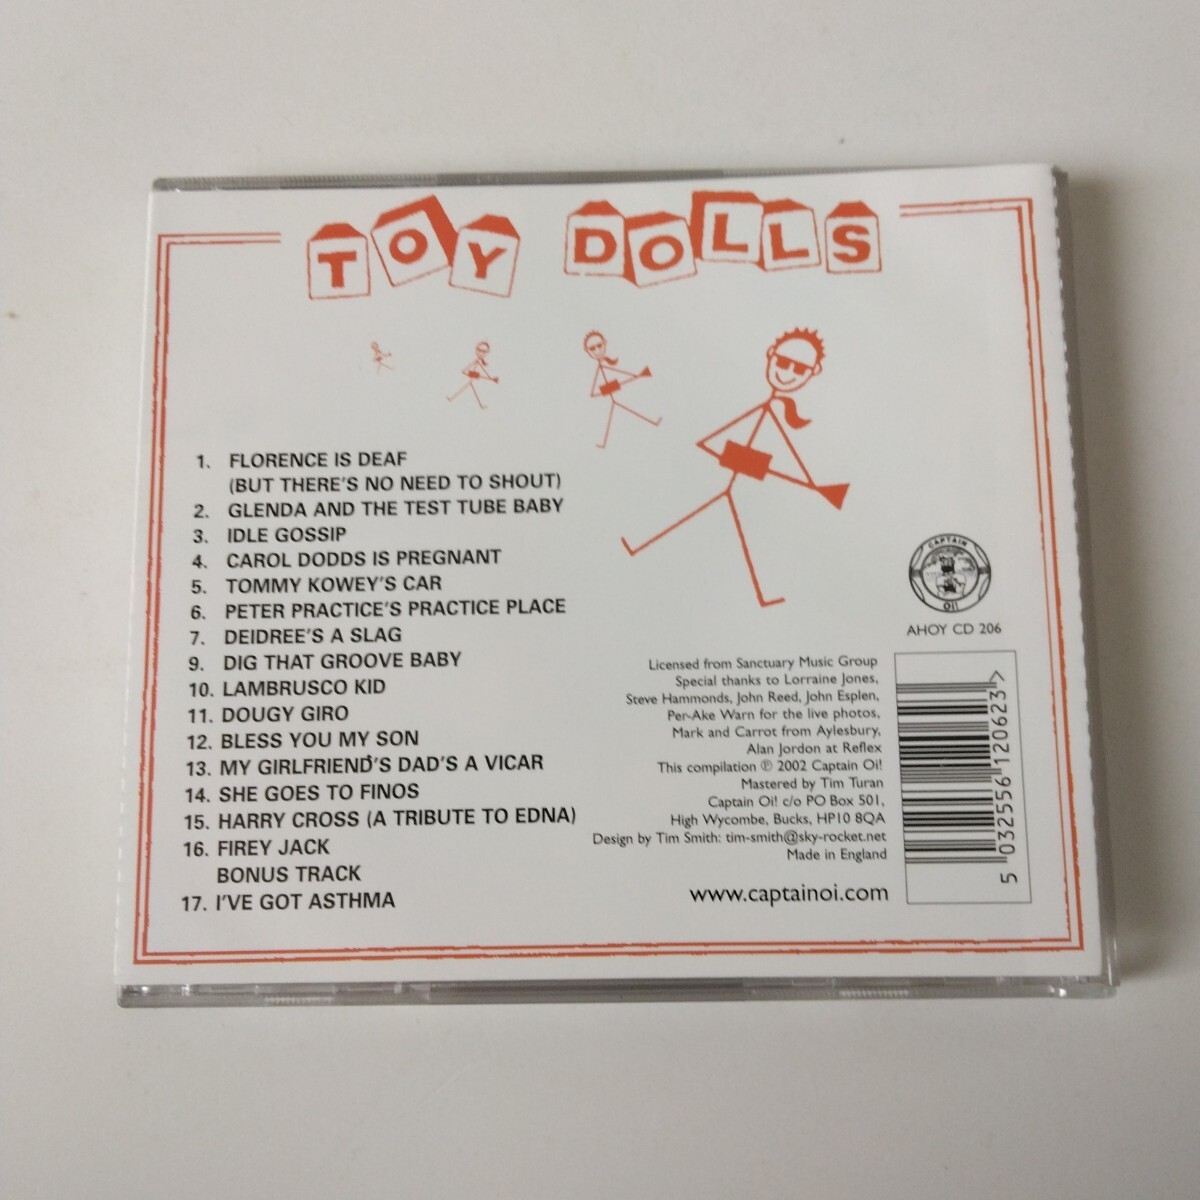 TOY DOLLS
1. FLORENCE IS DEAF
(BUT THERE'S NO NEED TO SHOUT)
2. GLENDA AND THE TEST TUBE BABY
3. IDLE GOSSIP
4. CAROL DODDS IS PREGNANT
5. TOMMY KOWEY'S CAR
6. PETER PRACTICE'S PRACTICE PLACE
7. DEIDREE'S A SLAG
9. DIG THAT GROOVE BABY
10. LAMBRUSCO KID
11. DOUGY GIRO
12. BLESS YOU MY SON
13. MY GIRLFRIEND'S DAD'S A VICAR
14. SHE GOES TO FINOS
15. HARRY CROSS (A TRIBUTE TO EDNA)
16. FIREY JACK
BONUS TRACK
17. I'VE GOT ASTHMA
CAPTAIN
OI!
AHOY CD 206
Licensed from Sanctuary Music Group
Special thanks to Lorraine Jones,
Steve Hammonds, John Reed, John Esplen,
Per-Ake Warn for the live photos,
Mark and Carrot from Aylesbury,
Alan Jordon at Reflex
This compilation ℗ 2002 Captain Oi!
Mastered by Tim Turan
Captain Oi! c/o PO Box 501,
High Wycombe, Bucks, HP10 8QA
Design by Tim Smith: tim-smith@sky-rocket.net
Made in England
www.captainoi.com
5 032556 120623 >